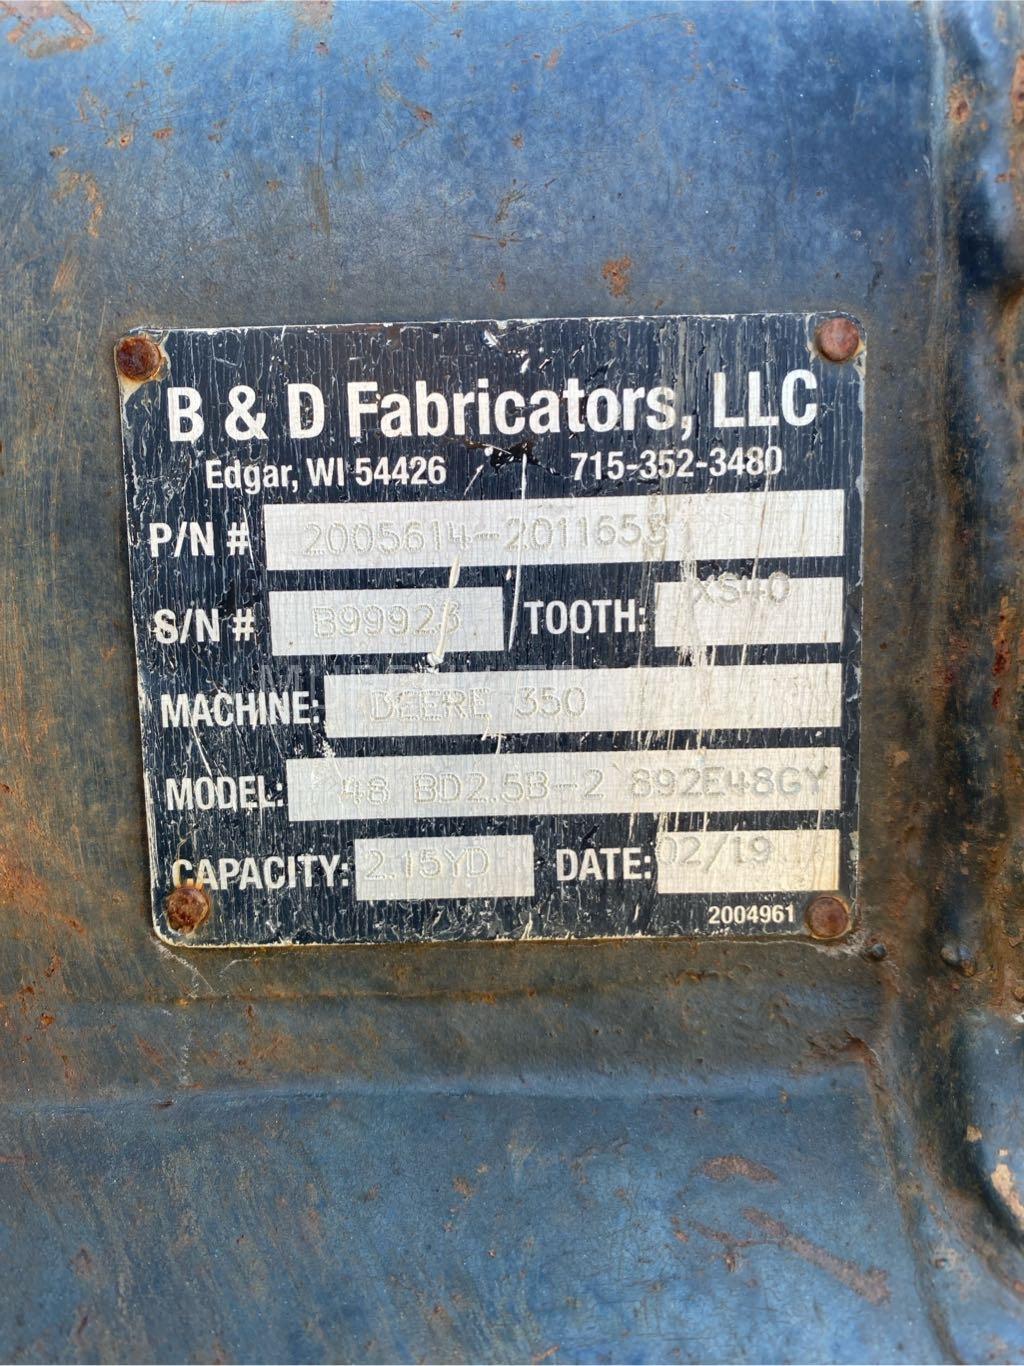 B & D Fabricators, LLC
Edgar, WI 54426 715-352-3480
P/N # 2005614-2011653
S/N # B99923 TOOTH: XS40
MACHINE: DEERE 350
MODEL: 48 BD2.5B-2 892E48GY
CAPACITY: 2.15YD DATE: 02/19
2004961